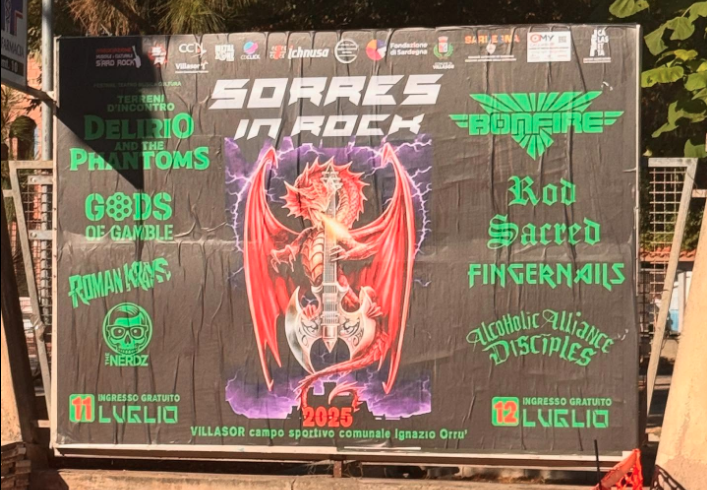 ichnusa
Fondazione
di Sardegna
SORRES
IN ROCK
TERRENI
D'INCONTRO
DELIRIO
AND THE
PHANTOMS
GODS
OF GAMBLE
THE
NERDZ
11 INGRESSO GRATUITO
LUGLIO
BONFIRE
Rod
Sacred
FINGERNAILS
Alcoholic Alliance
Disciples
12 INGRESSO GRATUITO
LUGLIO
2025
VILLASOR campo sportivo comunale Ignazio Orru'